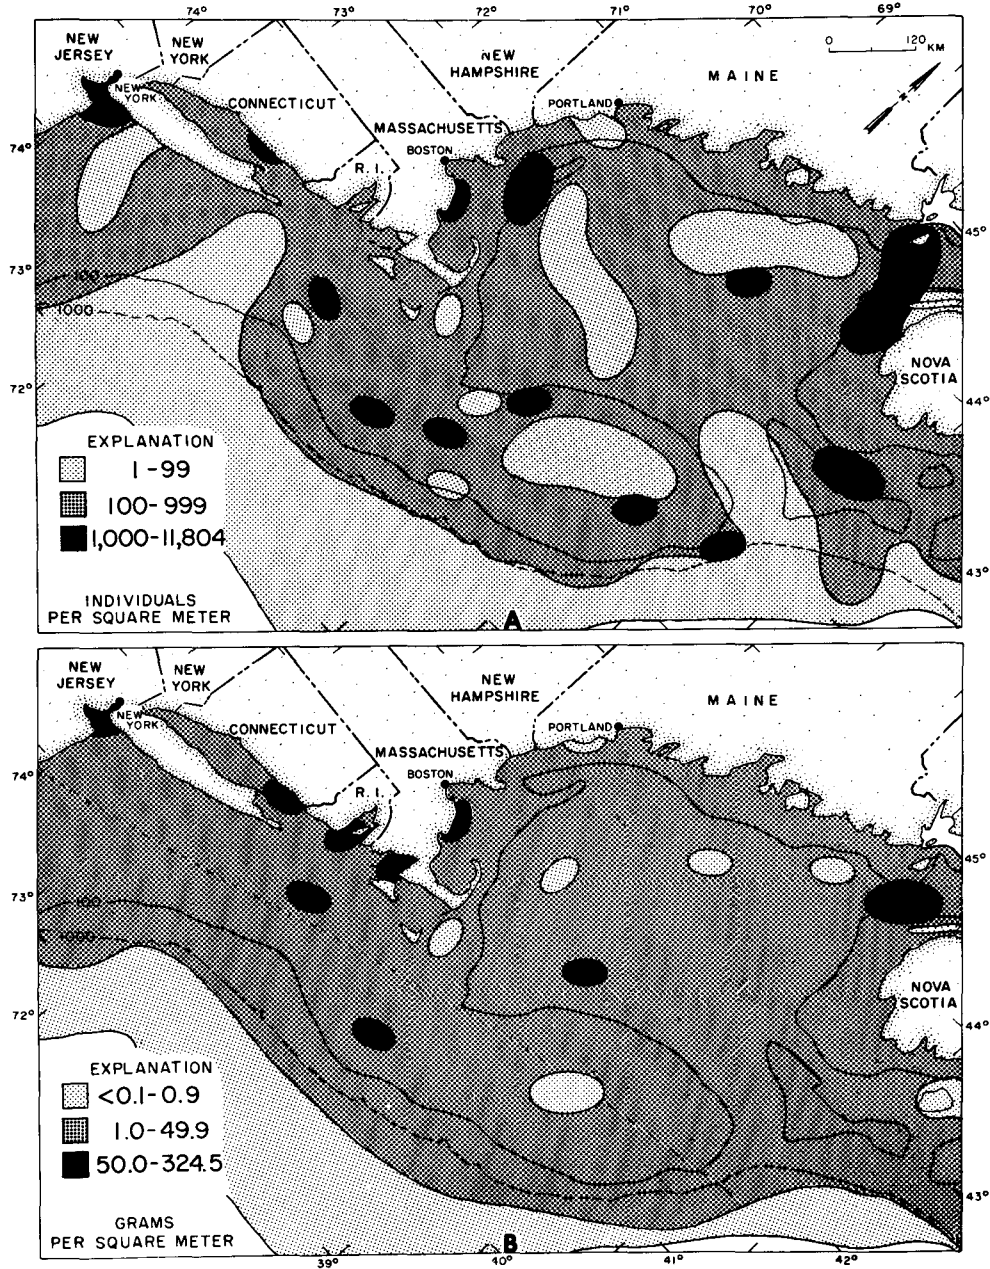 74° 73° 72° 71° 70° 69°
NEW
JERSEY
NEW
YORK
NEW
HAMPSHIRE
MAINE
0 120 KM
NEW
YORK
CONNECTICUT
PORTLAND
MASSACHUSETTS
BOSTON
R. I.
74°
45°
73°
100
1000
NOVA
SCOTIA
72°
44°
EXPLANATION
1-99
100-999
1,000-11,804
43°
INDIVIDUALS
PER SQUARE METER
A
NEW
JERSEY
NEW
YORK
NEW
HAMPSHIRE
MAINE
NEW
YORK
CONNECTICUT
PORTLAND
MASSACHUSETTS
BOSTON
R. I.
74°
45°
73°
100
1000
NOVA
SCOTIA
72°
44°
EXPLANATION
<0.1-0.9
1.0-49.9
50.0-324.5
43°
GRAMS
PER SQUARE METER
B
39° 40° 41° 42°